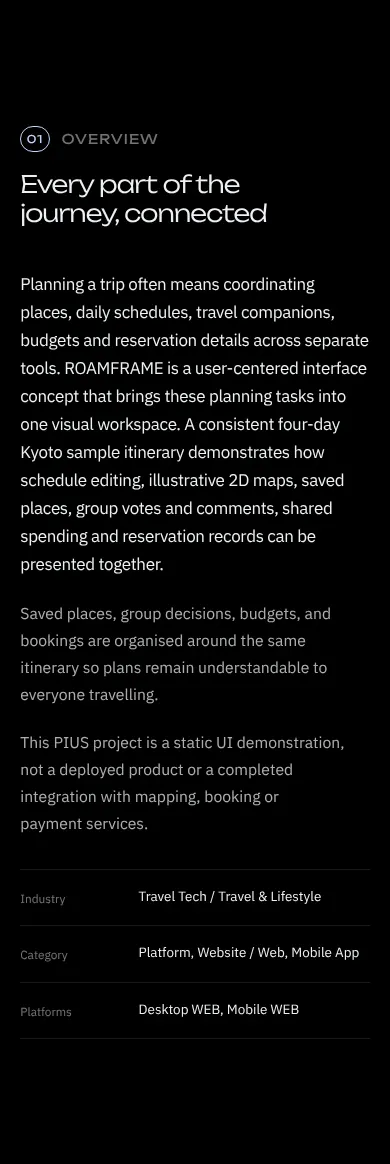 01 OVERVIEW
Every part of the
journey, connected
Planning a trip often means coordinating
places, daily schedules, travel companions,
budgets and reservation details across separate
tools. ROAMFRAME is a user-centered interface
concept that brings these planning tasks into
one visual workspace. A consistent four-day
Kyoto sample itinerary demonstrates how
schedule editing, illustrative 2D maps, saved
places, group votes and comments, shared
spending and reservation records can be
presented together.
Saved places, group decisions, budgets, and
bookings are organised around the same
itinerary so plans remain understandable to
everyone travelling.
This PIUS project is a static UI demonstration,
not a deployed product or a completed
integration with mapping, booking or
payment services.
Industry Travel Tech / Travel & Lifestyle
Category Platform, Website / Web, Mobile App
Platforms Desktop WEB, Mobile WEB